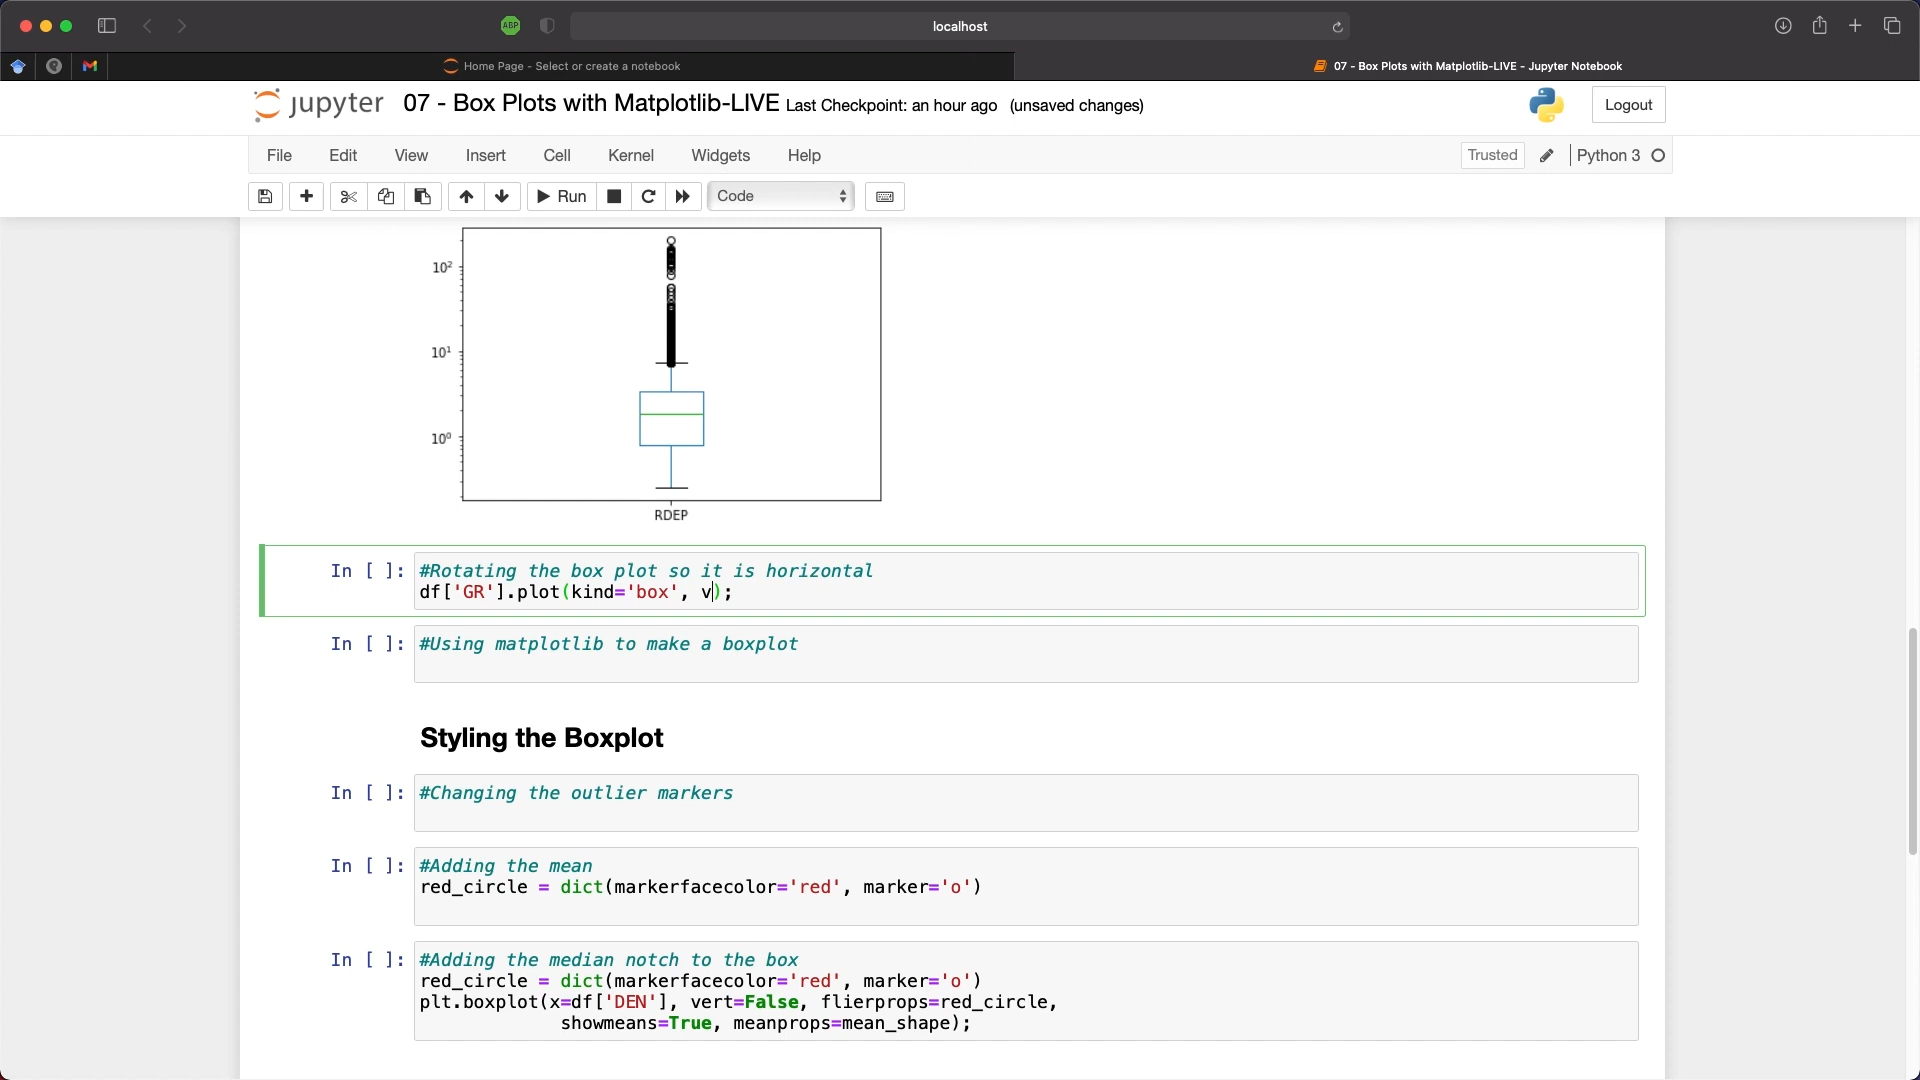 ABP
localhost
Home Page - Select or create a notebook
07 - Box Plots with Matplotlib-LIVE - Jupyter Notebook
jupyter 07 - Box Plots with Matplotlib-LIVE Last Checkpoint: an hour ago (unsaved changes)
Logout
File Edit View Insert Cell Kernel Widgets Help
Trusted
Python 3
Run
Code
10²
10¹
10⁰
RDEP
In [ ]: #Rotating the box plot so it is horizontal
df['GR'].plot(kind='box', v);
In [ ]: #Using matplotlib to make a boxplot
Styling the Boxplot
In [ ]: #Changing the outlier markers
In [ ]: #Adding the mean
red_circle = dict(markerfacecolor='red', marker='o')
In [ ]: #Adding the median notch to the box
red_circle = dict(markerfacecolor='red', marker='o')
plt.boxplot(x=df['DEN'], vert=False, flierprops=red_circle,
showmeans=True, meanprops=mean_shape);